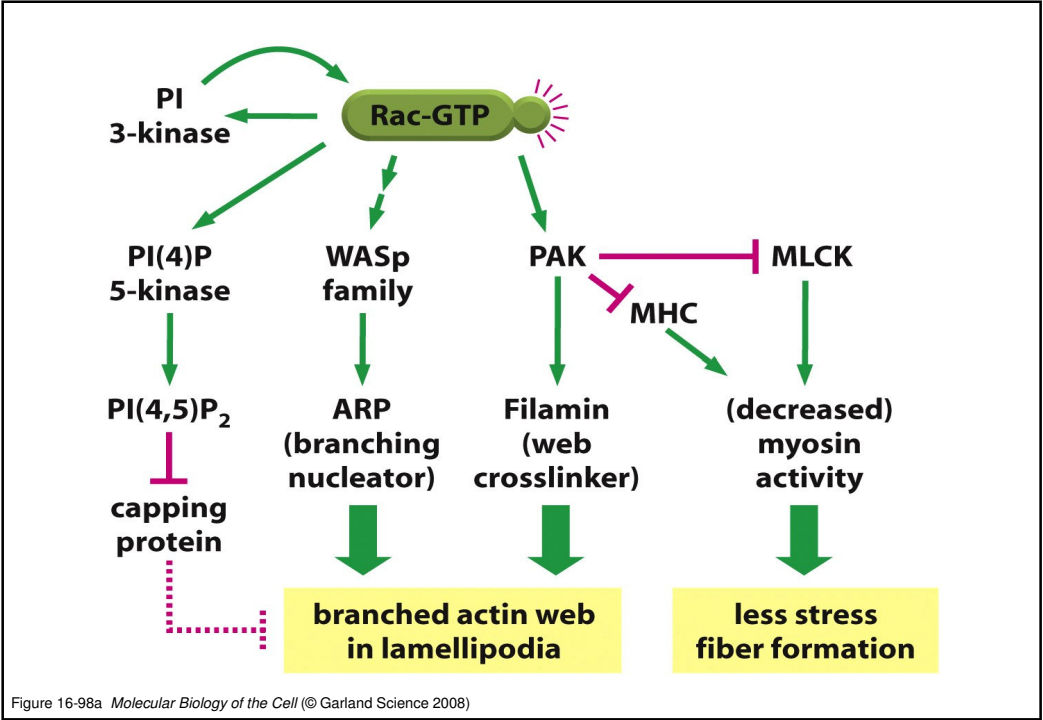 PI
3-kinase
Rac-GTP
PI(4)P
5-kinase
WASp
family
PAK
MLCK
MHC
PI(4,5)P2
ARP
(branching
nucleator)
Filamin
(web
crosslinker)
(decreased)
myosin
activity
capping
protein
branched actin web
in lamellipodia
less stress
fiber formation
Figure 16-98a Molecular Biology of the Cell (© Garland Science 2008)